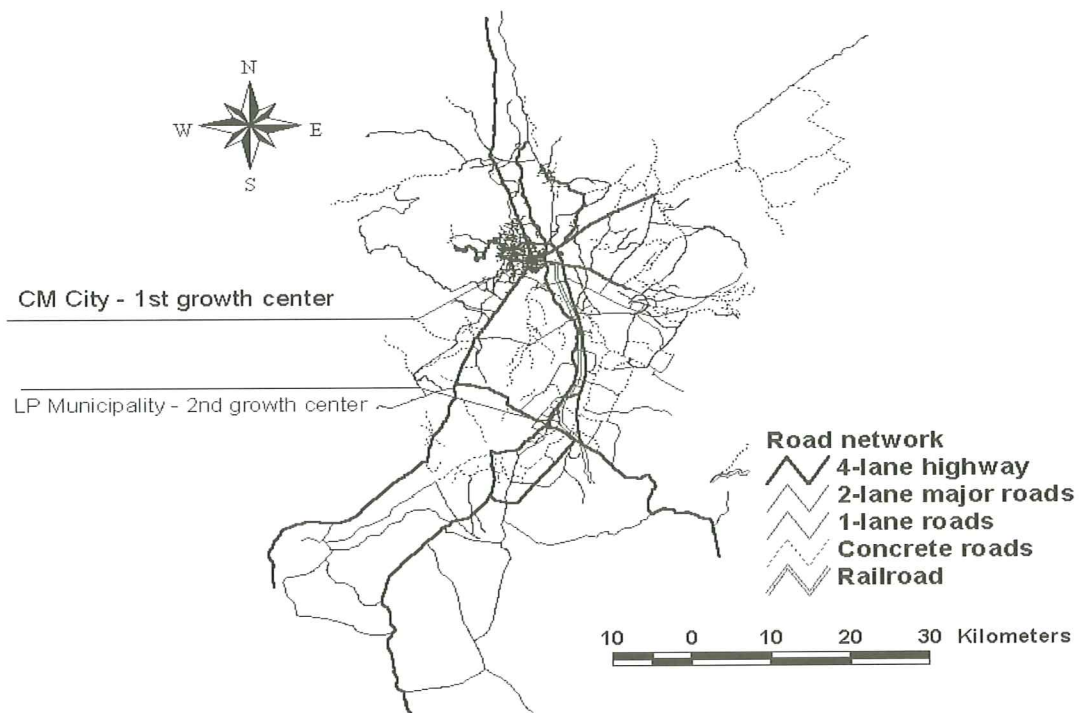 N
W E
S
CM City - 1st growth center
LP Municipality - 2nd growth center
Road network
4-lane highway
2-lane major roads
1-lane roads
Concrete roads
Railroad
10 0 10 20 30 Kilometers